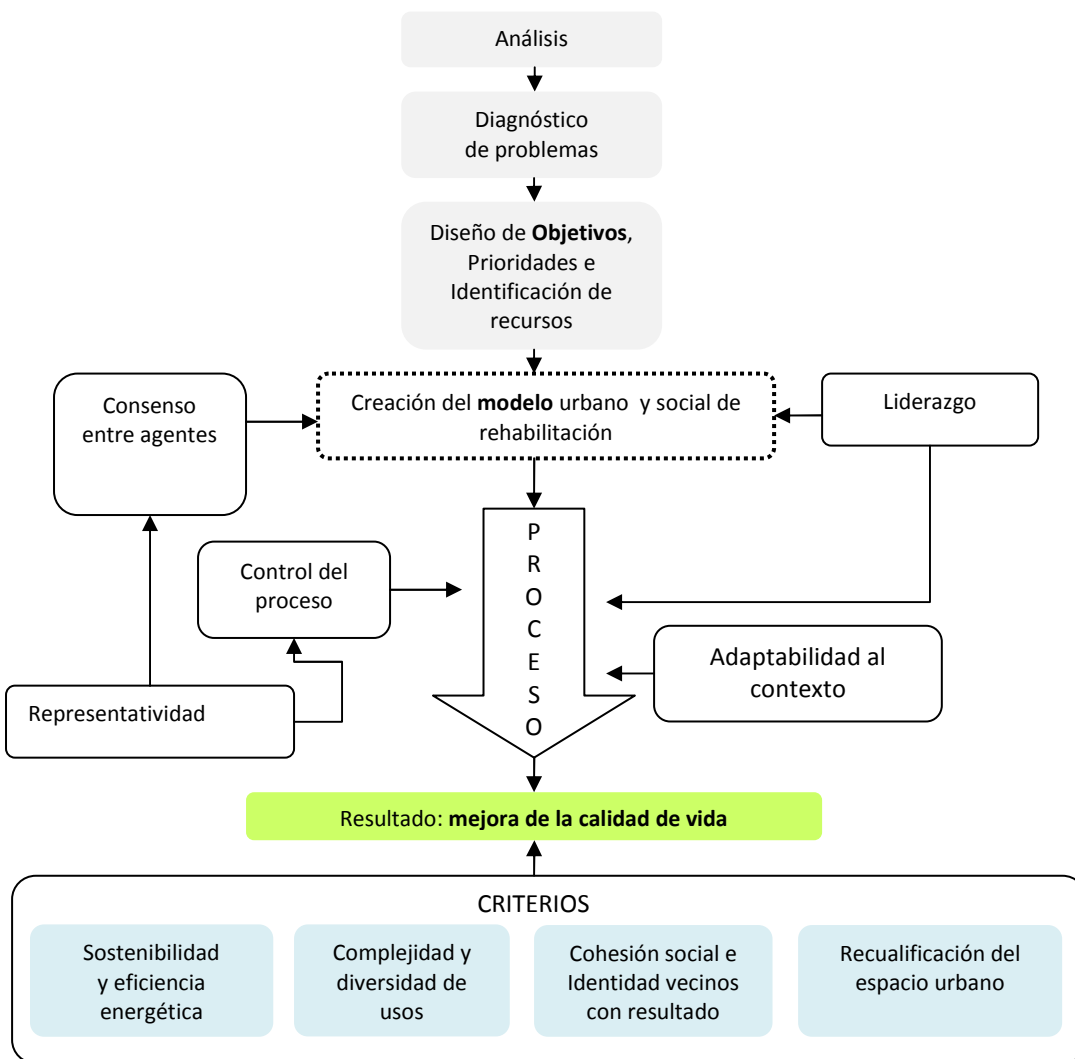 Análisis
Diagnóstico
de problemas
Diseño de Objetivos,
Prioridades e
Identificación de
recursos
Consenso
entre agentes
Creación del modelo urbano y social de
rehabilitación
Liderazgo
PROCESO
Control del
proceso
Adaptabilidad al
contexto
Representatividad
Resultado: mejora de la calidad de vida
CRITERIOS
Sostenibilidad
y eficiencia
energética
Complejidad y
diversidad de
usos
Cohesión social e
Identidad vecinos
con resultado
Recualificación del
espacio urbano